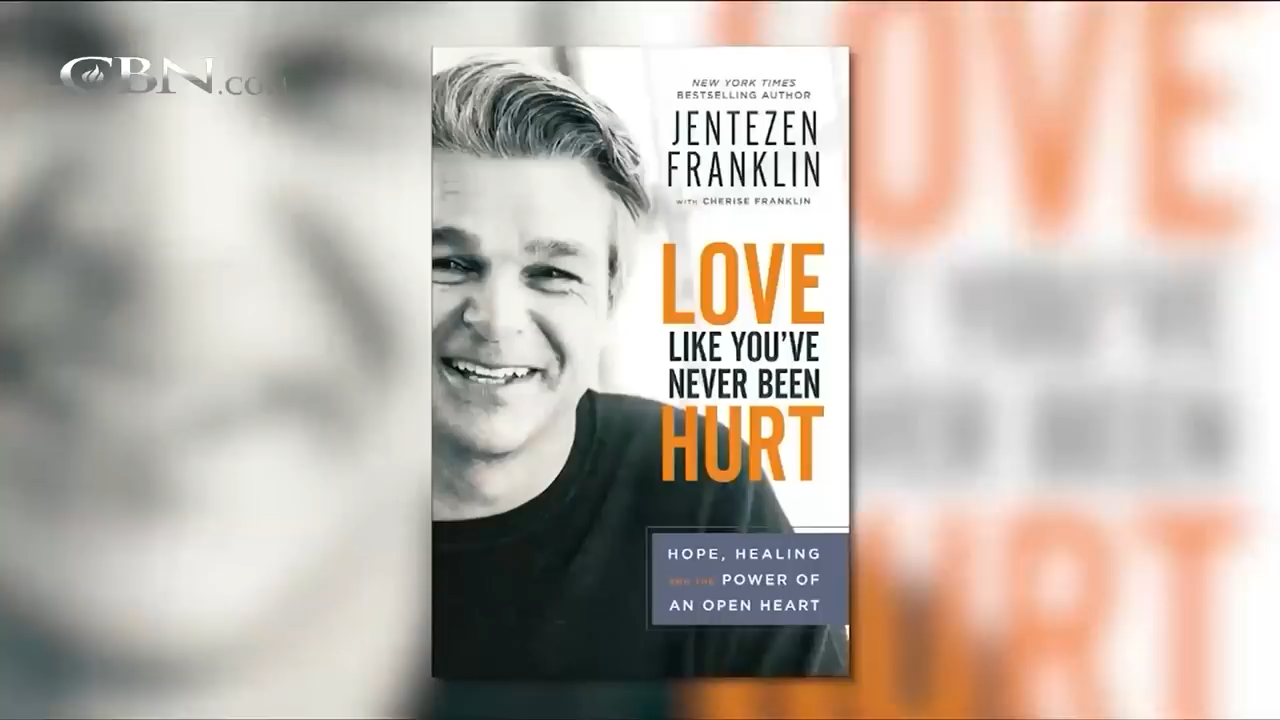 CBN.com
NEW YORK TIMES
BESTSELLING AUTHOR
JENTEZEN
FRANKLIN
WITH CHERISE FRANKLIN
LOVE
LIKE YOU'VE
NEVER BEEN
HURT
HOPE, HEALING
AND THE POWER OF
AN OPEN HEART